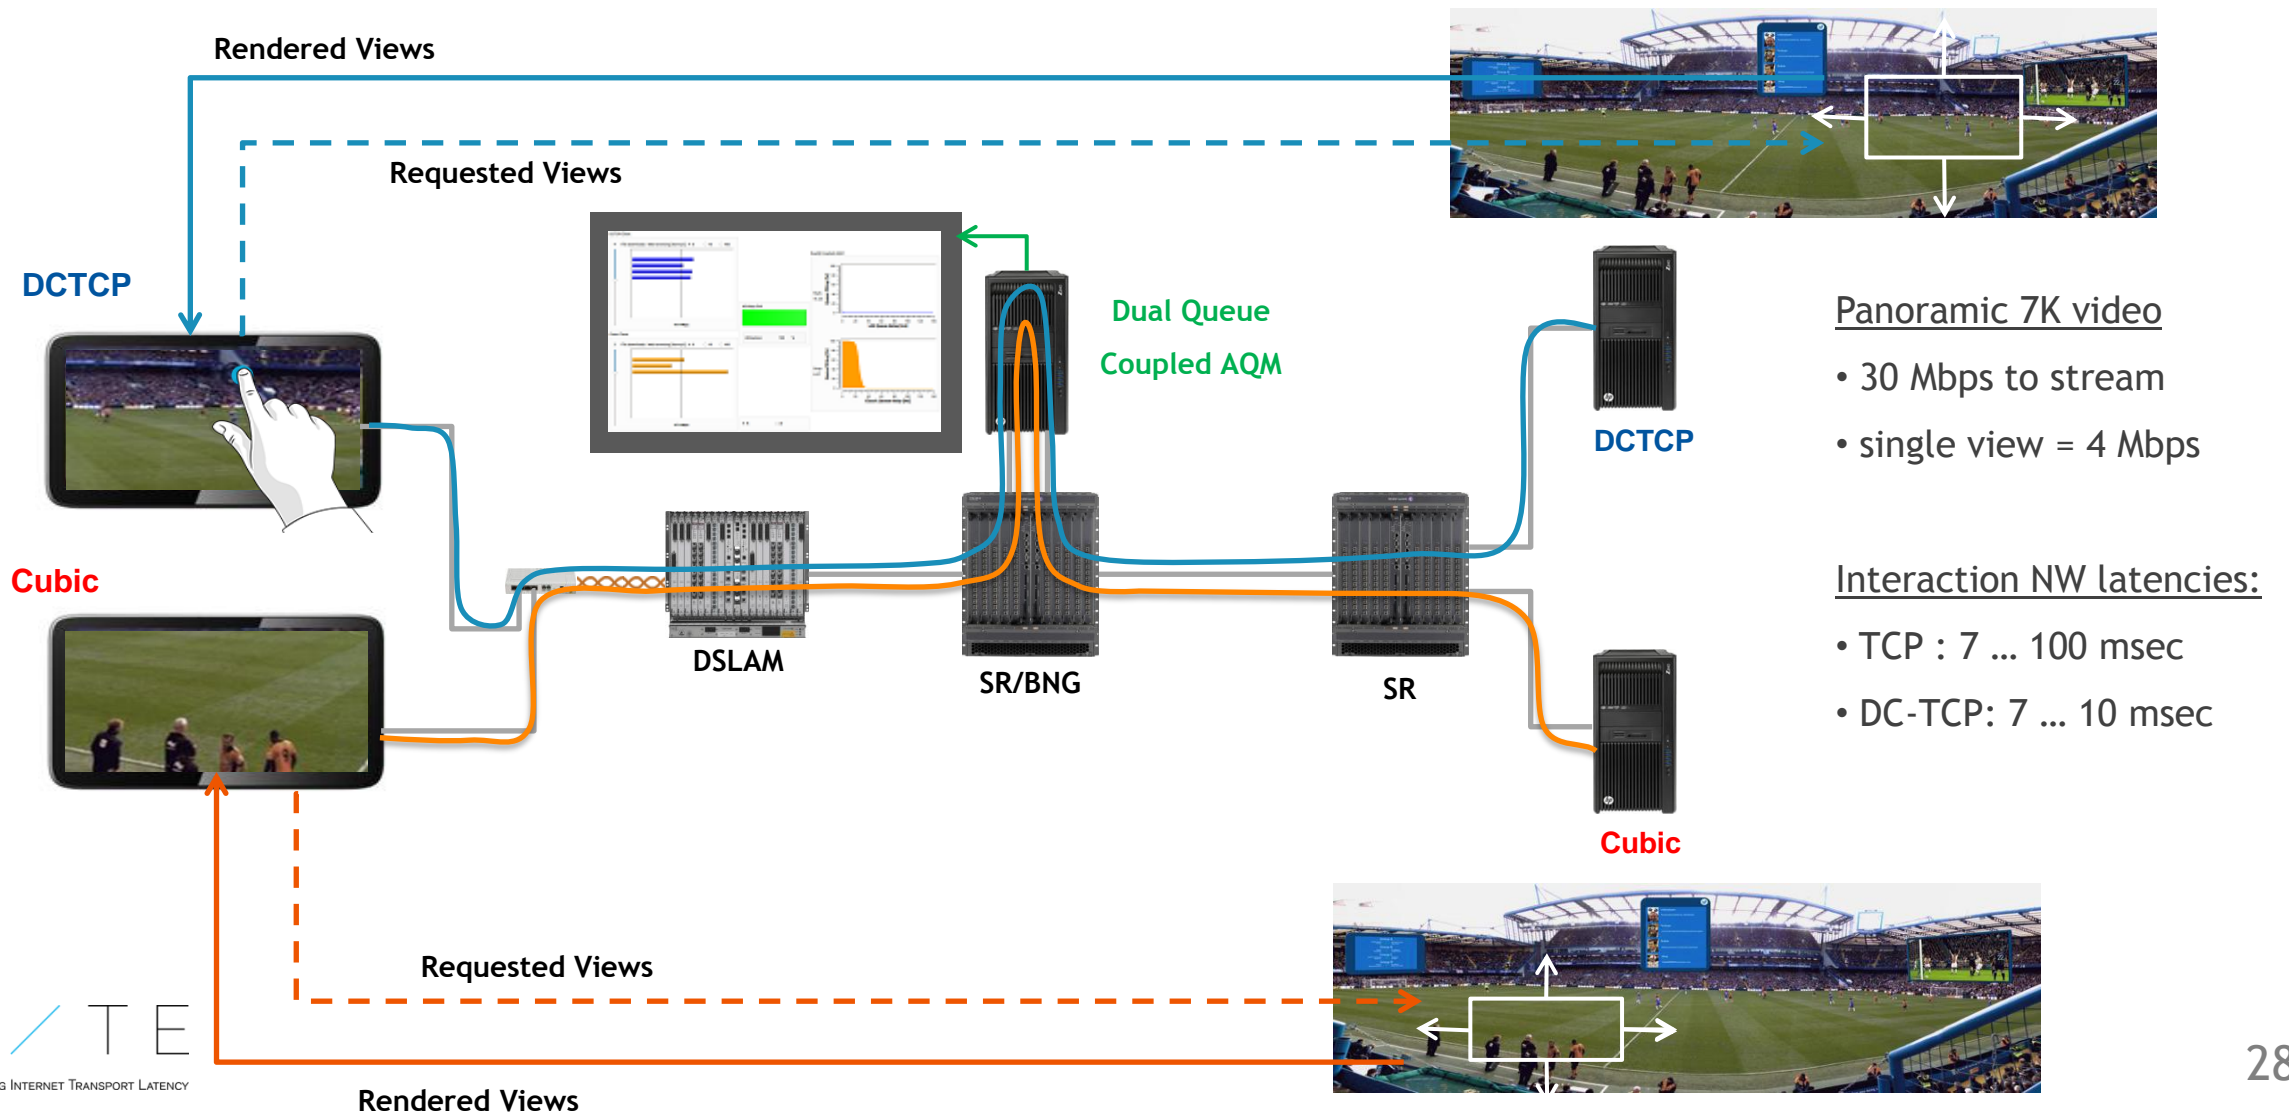 Rendered Views
Requested Views
DCTCP
Dual Queue
Coupled AQM
DCTCP
Panoramic 7K video
• 30 Mbps to stream
• single view = 4 Mbps
Cubic
DSLAM
SR/BNG
SR
Interaction NW latencies:
• TCP : 7 ... 100 msec
• DC-TCP: 7 ... 10 msec
Cubic
Requested Views
TE
G INTERNET TRANSPORT LATENCY
Rendered Views
28